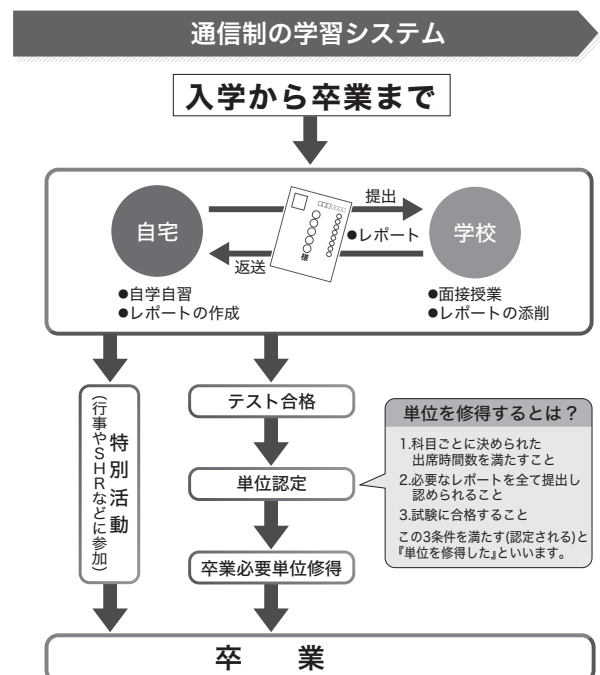 通信制の学習システム
入学から卒業まで
自宅
提出
●レポート
返送
様
学校
●自学自習
●レポートの作成
●面接授業
●レポートの添削
特別活動
(行事やSHRなどに参加)
テスト合格
単位認定
卒業必要単位修得
単位を修得するとは？
1.科目ごとに決められた
出席時間数を満たすこと
2.必要なレポートを全て提出し
認められること
3.試験に合格すること
この3条件を満たす(認定される)と
『単位を修得した』といいます。
卒　業